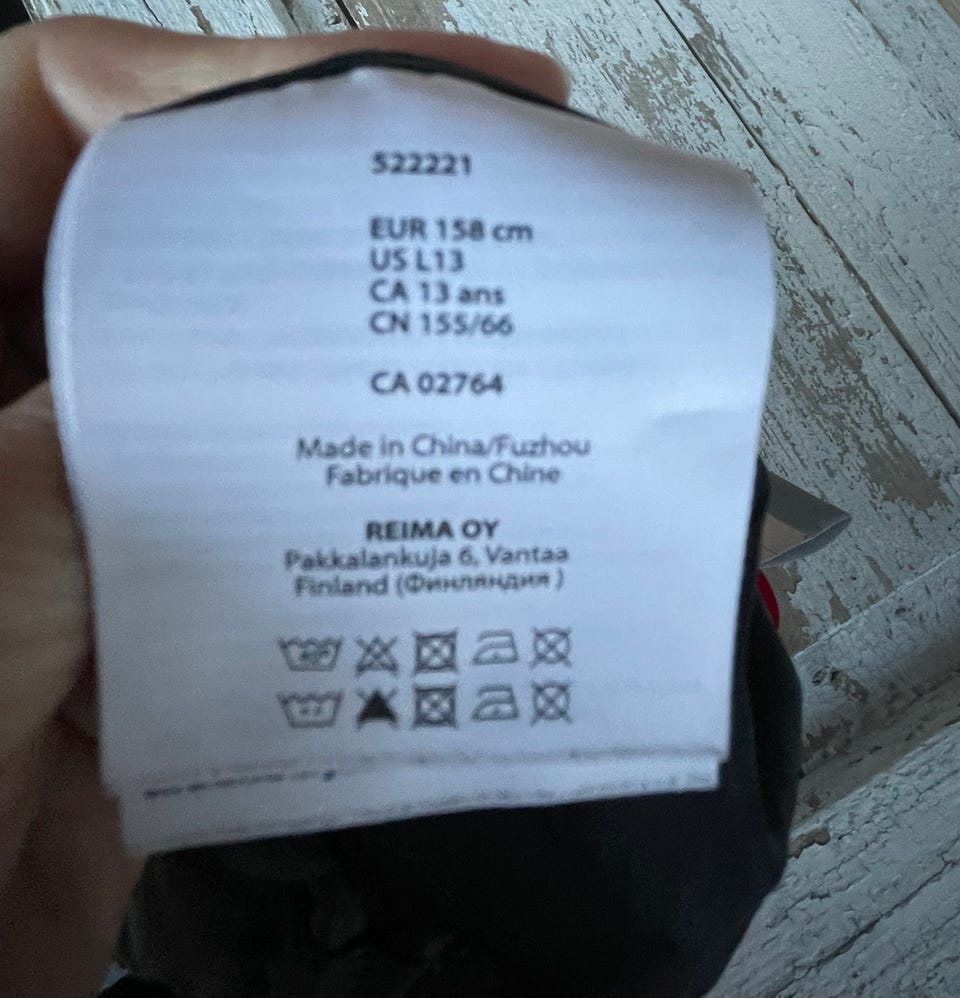 522221
EUR 158 cm
US L13
CA 13 ans
CN 155/66
CA 02764
Made in China/Fuzhou
Fabrique en Chine
REIMA OY
Pakkalankuja 6, Vantaa
Finland (Финляндия )